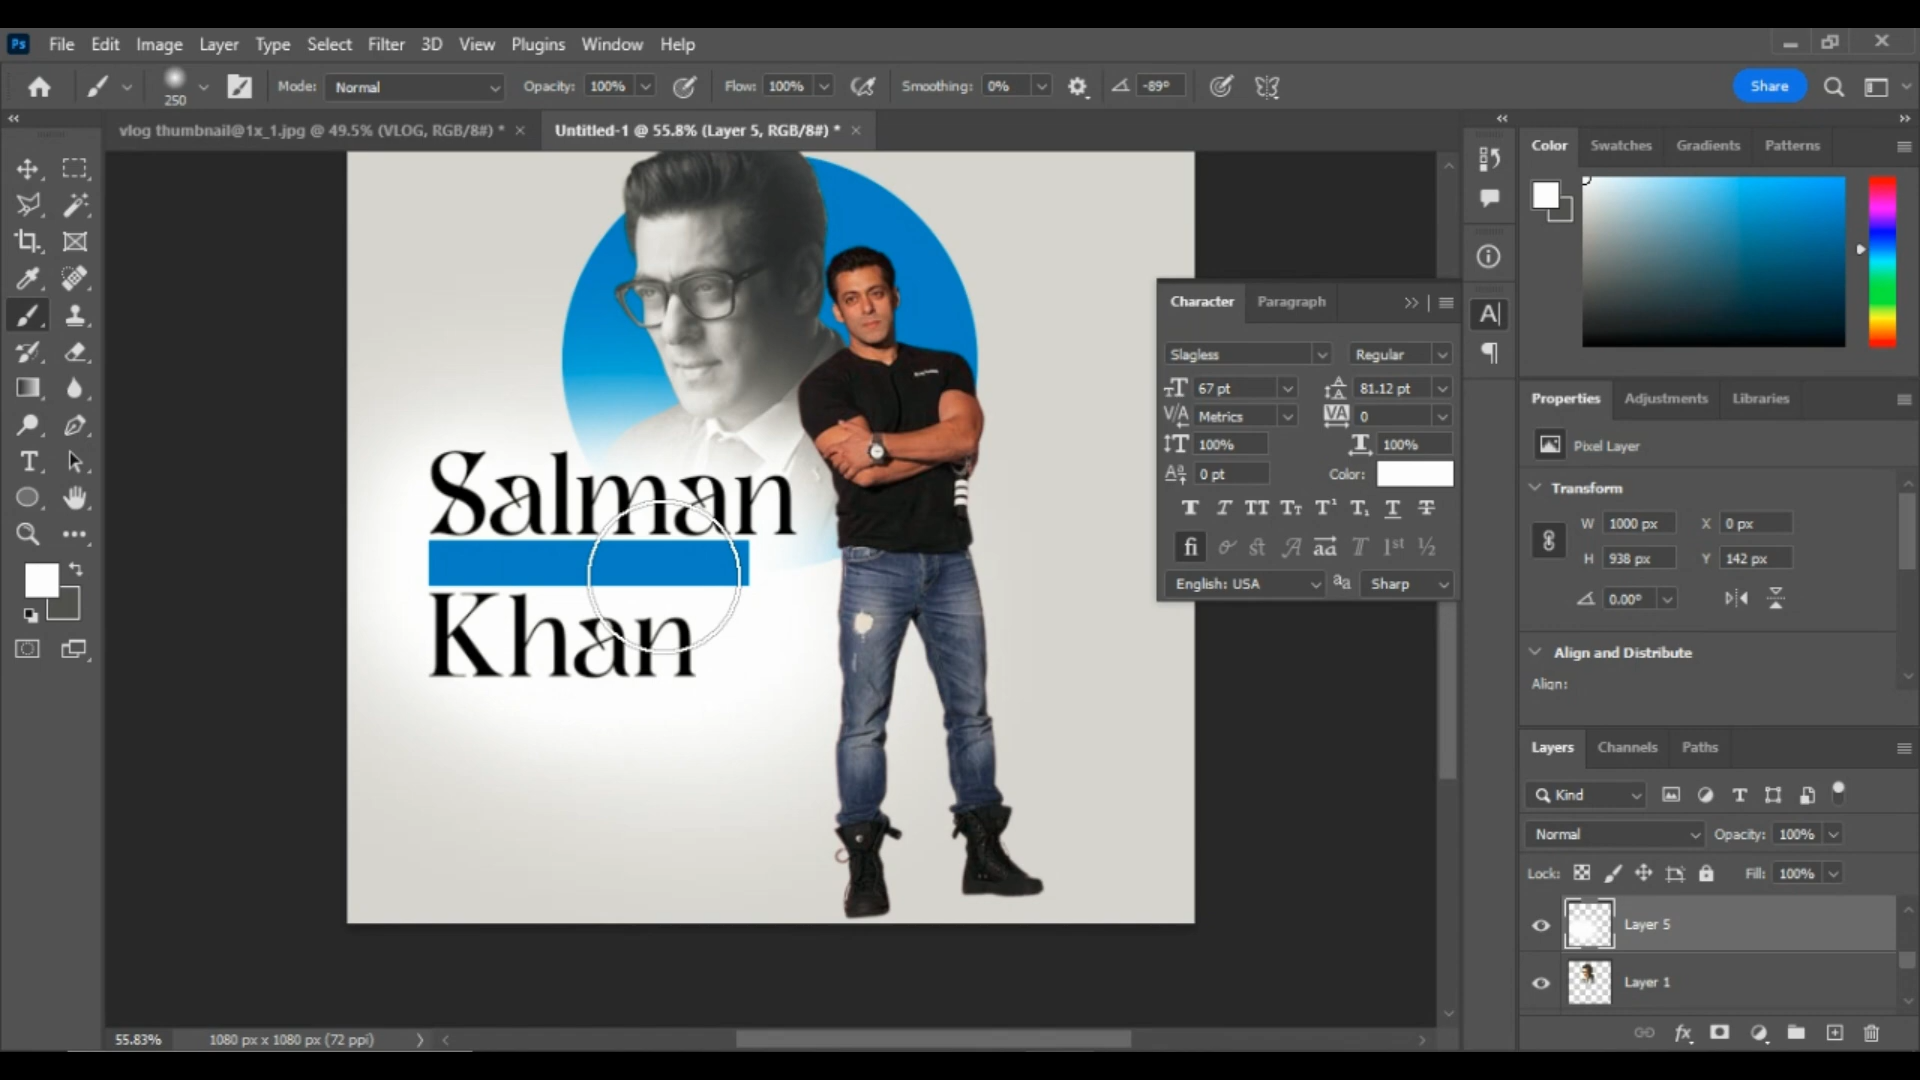 Ps File Edit Image Layer Type Select Filter 3D View Plugins Window Help
250 Mode: Normal Opacity: 100% Flow: 100% Smoothing: 0% -89° Share
vlog thumbnail@1x_1.jpg @ 49.5% (VLOG, RGB/8#) * Untitled-1 @ 55.8% (Layer 5, RGB/8#) *
Salman
Khan
Character Paragraph
Slagless Regular
67 pt 81.12 pt
Metrics 0
100% 100%
0 pt Color:
English: USA aa Sharp
Color Swatches Gradients Patterns
Properties Adjustments Libraries
Pixel Layer
Transform
W 1000 px X 0 px
H 938 px Y 142 px
0.00°
Align and Distribute
Align:
Layers Channels Paths
Kind
Normal Opacity: 100%
Lock: Fill: 100%
Layer 5
Layer 1
55.83% 1080 px x 1080 px (72 ppi)